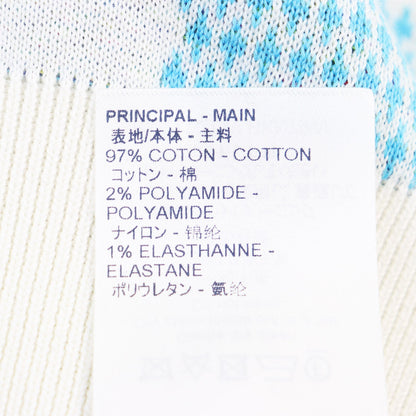 PRINCIPAL - MAIN
表地/本体 - 主料
97% COTON - COTTON
コットン - 棉
2% POLYAMIDE -
POLYAMIDE
ナイロン - 锦纶
1% ELASTHANNE -
ELASTANE
ポリウレタン - 氨纶